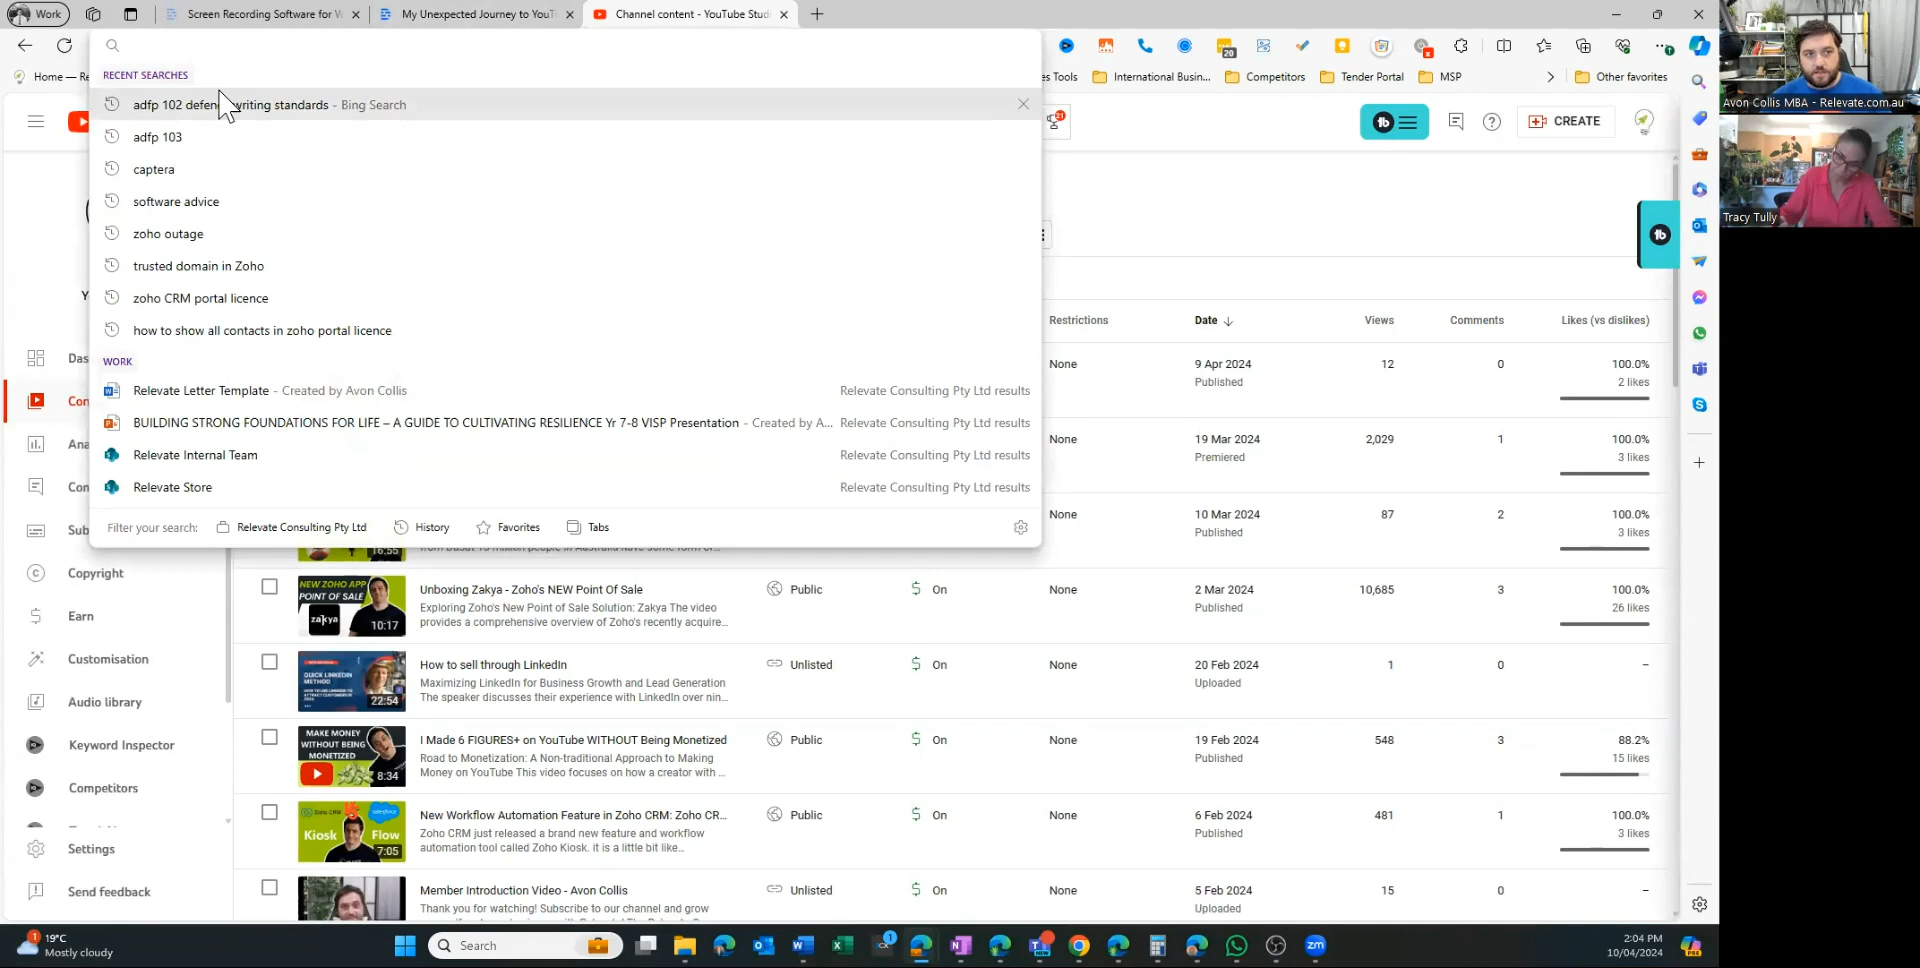 Work
Screen Recording Software for W
My Unexpected Journey to YouT
Channel content - YouTube Studi
RECENT SEARCHES
adfp 102 defen writing standards - Bing Search
adfp 103
captera
software advice
zoho outage
trusted domain in Zoho
zoho CRM portal licence
how to show all contacts in zoho portal licence
WORK
Relevate Letter Template - Created by Avon Collis
Relevate Consulting Pty Ltd results
BUILDING STRONG FOUNDATIONS FOR LIFE – A GUIDE TO CULTIVATING RESILIENCE Yr 7-8 VISP Presentation - Created by A...
Relevate Consulting Pty Ltd results
Relevate Internal Team
Relevate Consulting Pty Ltd results
Relevate Store
Relevate Consulting Pty Ltd results
Filter your search: Relevate Consulting Pty Ltd History Favorites Tabs
Home — Re
es Tools International Busin... Competitors Tender Portal MSP Other favorites
20
21
CREATE
Avon Collis MBA - Relevate.com.au
Tracy Tully
Restrictions Date Views Comments Likes (vs dislikes)
None 9 Apr 2024 12 0 100.0%
Published 2 likes
None 19 Mar 2024 2,029 1 100.0%
Premiered 3 likes
None 10 Mar 2024 87 2 100.0%
Published 3 likes
16:55
Das
Con
Ana
Com
Sub
Copyright
Earn
Customisation
Audio library
Keyword Inspector
Competitors
Settings
Send feedback
NEW ZOHO APP
POINT OF SALE
zakya
10:17
Unboxing Zakya - Zoho's NEW Point Of Sale Public On None 2 Mar 2024 10,685 3 100.0%
Exploring Zoho's New Point of Sale Solution: Zakya The video Published 26 likes
provides a comprehensive overview of Zoho's recently acquire...
QUICK LINKEDIN
METHOD
22:54
How to sell through LinkedIn Unlisted On None 20 Feb 2024 1 0 –
Maximizing LinkedIn for Business Growth and Lead Generation Uploaded
The speaker discusses their experience with LinkedIn over nin...
MAKE MONEY
WITHOUT BEING
MONETIZED
8:34
I Made 6 FIGURES+ on YouTube WITHOUT Being Monetized Public On None 19 Feb 2024 548 3 88.2%
Road to Monetization: A Non-traditional Approach to Making Published 15 likes
Money on YouTube This video focuses on how a creator with ...
Zoho CRM
salesforce
Kiosk Flow
7:05
New Workflow Automation Feature in Zoho CRM: Zoho CR... Public On None 6 Feb 2024 481 1 100.0%
Zoho CRM just released a brand new feature and workflow Published 3 likes
automation tool called Zoho Kiosk. it is a little bit like...
Member Introduction Video - Avon Collis Unlisted On None 5 Feb 2024 15 0 –
Thank you for watching! Subscribe to our channel and grow Uploaded
1
19°C
Mostly cloudy
Search
1
NEW
zm
2:04 PM
10/04/2024